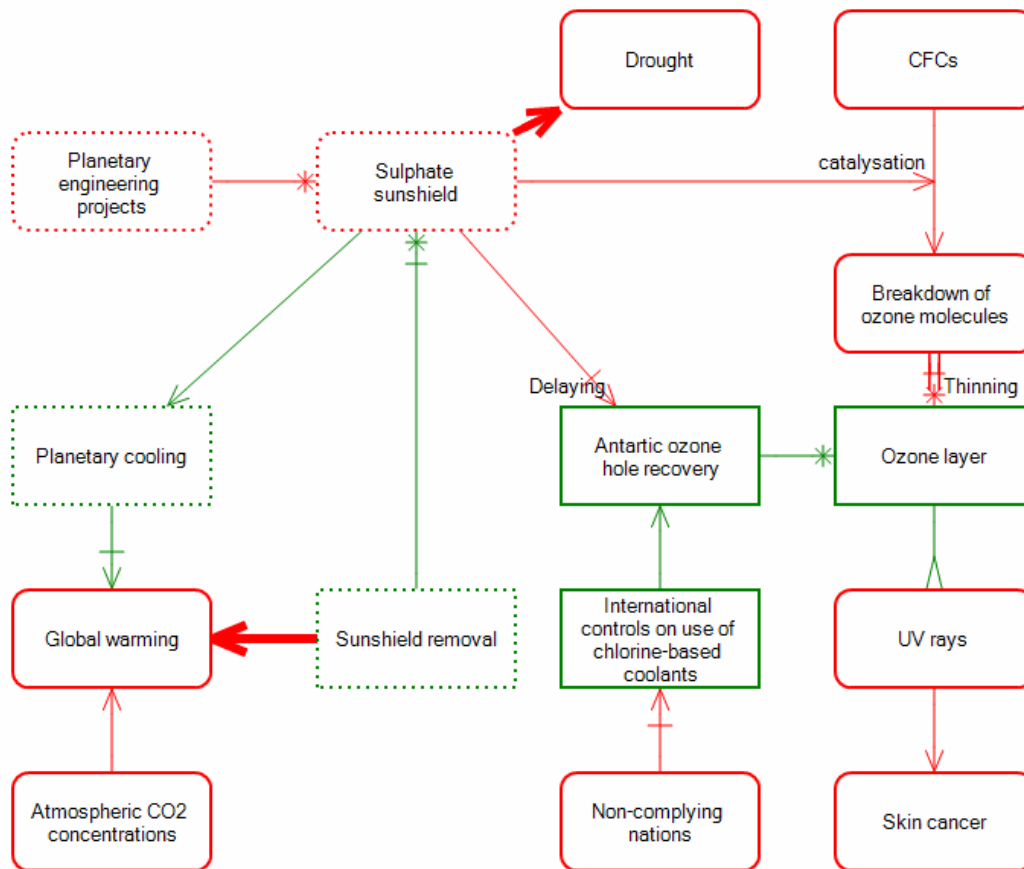 Drought
CFCs
Planetary
engineering
projects
Sulphate
sunshield
catalysation
Breakdown of
ozone molecules
Delaying
Thinning
Planetary cooling
Antartic ozone
hole recovery
Ozone layer
Global warming
Sunshield removal
International
controls on use of
chlorine-based
coolants
UV rays
Atmospheric CO2
concentrations
Non-complying
nations
Skin cancer